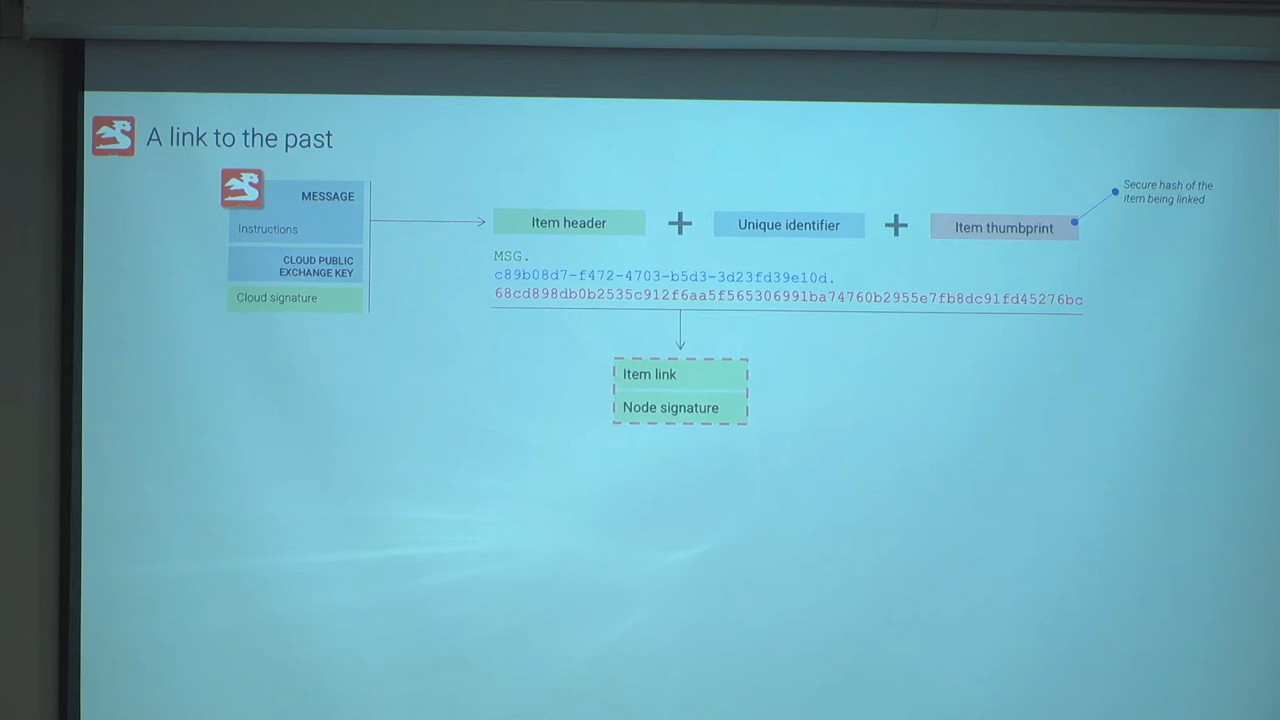 A link to the past
MESSAGE
Instructions
CLOUD PUBLIC
EXCHANGE KEY
Cloud signature
Item header
+
Unique identifier
+
Item thumbprint
Secure hash of the
item being linked
MSG.
c89b08d7-f472-4703-b5d3-3d23fd39e10d.
68cd898db0b2535c912f6aa5f565306991ba74760b2955e7fb8dc91fd45276bc
Item link
Node signature